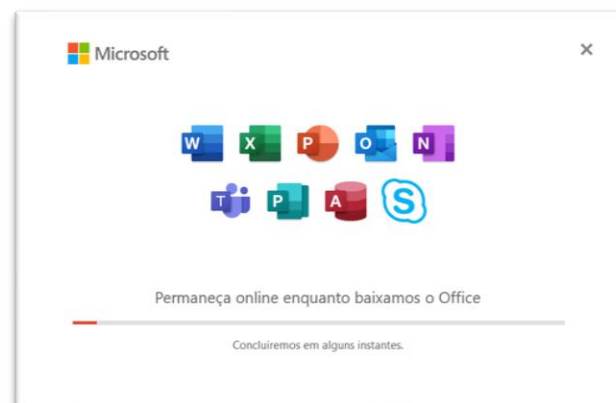 Microsoft
W X P O N
T P A S
Permaneça online enquanto baixamos o Office
Concluiremos em alguns instantes.